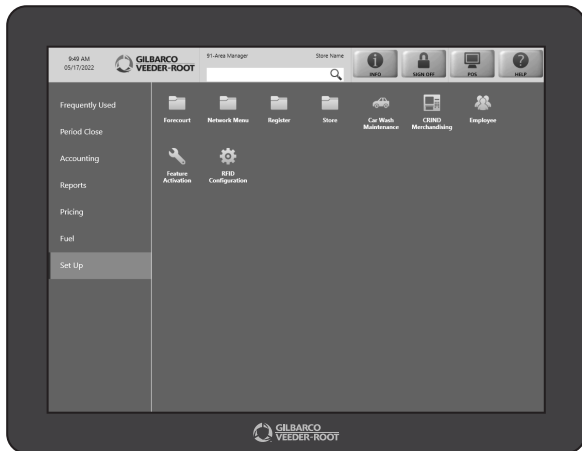 9:49 AM
05/17/2022
GILBARCO
VEEDER-ROOT
91-Area Manager
Store Name
INFO
SIGN OFF
POS
HELP
Frequently Used
Period Close
Accounting
Reports
Pricing
Fuel
Set Up
Forecourt
Network Menu
Register
Store
Car Wash
Maintenance
CRIND
Merchandising
Employee
Feature
Activation
RFID
Configuration
GILBARCO
VEEDER-ROOT